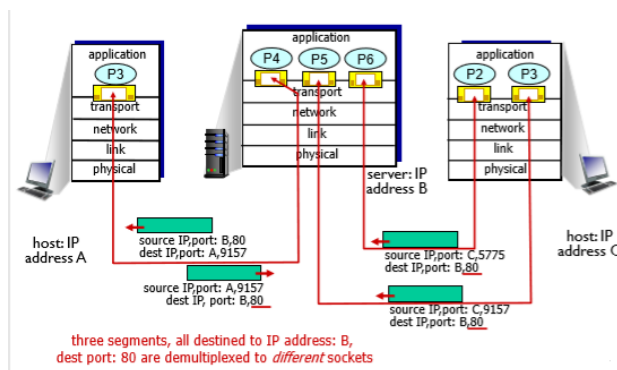 application
P3
transport
network
link
physical
host: IP
address A
application
P4 P5 P6
transport
network
link
physical
server: IP
address B
application
P2 P3
transport
network
link
physical
host: IP
address C
source IP,port: B,80
dest IP,port: A,9157
source IP,port: A,9157
dest IP, port: B,80
source IP,port: C,5775
dest IP,port: B,80
source IP,port: C,9157
dest IP,port: B,80
three segments, all destined to IP address: B,
dest port: 80 are demultiplexed to different sockets